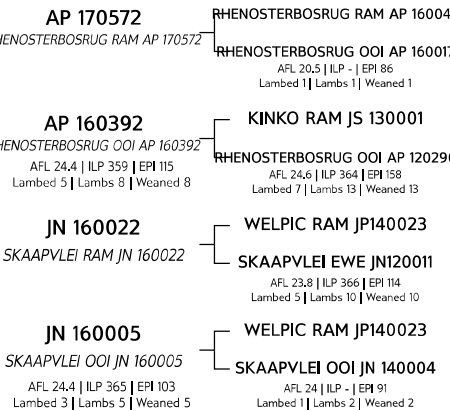 AP 170572
HENOSTERBOSRUG RAM AP 170572
RHENOSTERBOSRUG RAM AP 16004
RHENOSTERBOSRUG OOI AP 160017
AFL 20.5 | ILP - | EPI 86
Lambed 1 | Lambs 1 | Weaned 1
AP 160392
HENOSTERBOSRUG OOI AP 160392
AFL 24.4 | ILP 359 | EPI 115
Lambed 5 | Lambs 8 | Weaned 8
KINKO RAM JS 130001
RHENOSTERBOSRUG OOI AP 120290
AFL 24.6 | ILP 364 | EPI 158
Lambed 7 | Lambs 13 | Weaned 13
JN 160022
SKAAPVLEI RAM JN 160022
WELPIC RAM JP140023
SKAAPVLEI EWE JN120011
AFL 23.8 | ILP 366 | EPI 114
Lambed 5 | Lambs 10 | Weaned 10
JN 160005
SKAAPVLEI OOI JN 160005
AFL 24.4 | ILP 365 | EPI 103
Lambed 3 | Lambs 5 | Weaned 5
WELPIC RAM JP140023
SKAAPVLEI OOI JN 140004
AFL 24 | ILP - | EPI 91
Lambed 1 | Lambs 2 | Weaned 2